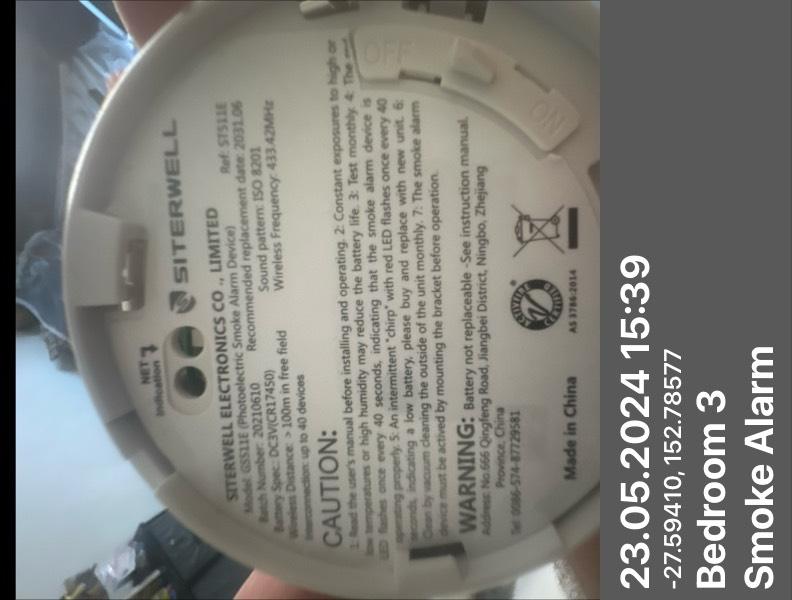 NET
Indication
SITERWELL
SITERWELL ELECTRONICS CO., LIMITED
Model: GS511E (Photoelectric Smoke Alarm Device) Ref: ST511E
Batch Number: 20210610 Recommended replacement date: 2031.06
Battery Spec: DC3V(CR17450) Sound pattern: ISO 8201
Wireless Distance: >100m in free field Wireless Frequency: 433.42MHz
Interconnection: up to 40 devices
CAUTION:
1: Read the user's manual before installing and operating. 2: Constant exposures to high or
low temperatures or high humidity may reduce the battery life. 3: Test monthly. 4: The
LED flashes once every 40 seconds, indicating that the smoke alarm device is
operating properly. 5: An intermittent "chirp" with red LED flashes once every 40
seconds, indicating a low battery, please buy and replace with new unit. 6:
Clean by vacuum cleaning the outside of the unit monthly. 7: The smoke alarm
device must be actived by mounting the bracket before operation.
WARNING: Battery not replaceable -See instruction manual.
Address: No.666 Qingfeng Road, Jiangbei District, Ningbo, Zhejiang
Province, China
Tel: 0086-574-87729581
Made in China
ACTIVFIRE
CERTIFIED
AS 3786:2014
OFF
ON
23.05.2024 15:39
-27.59410, 152.78577
Bedroom 3
Smoke Alarm